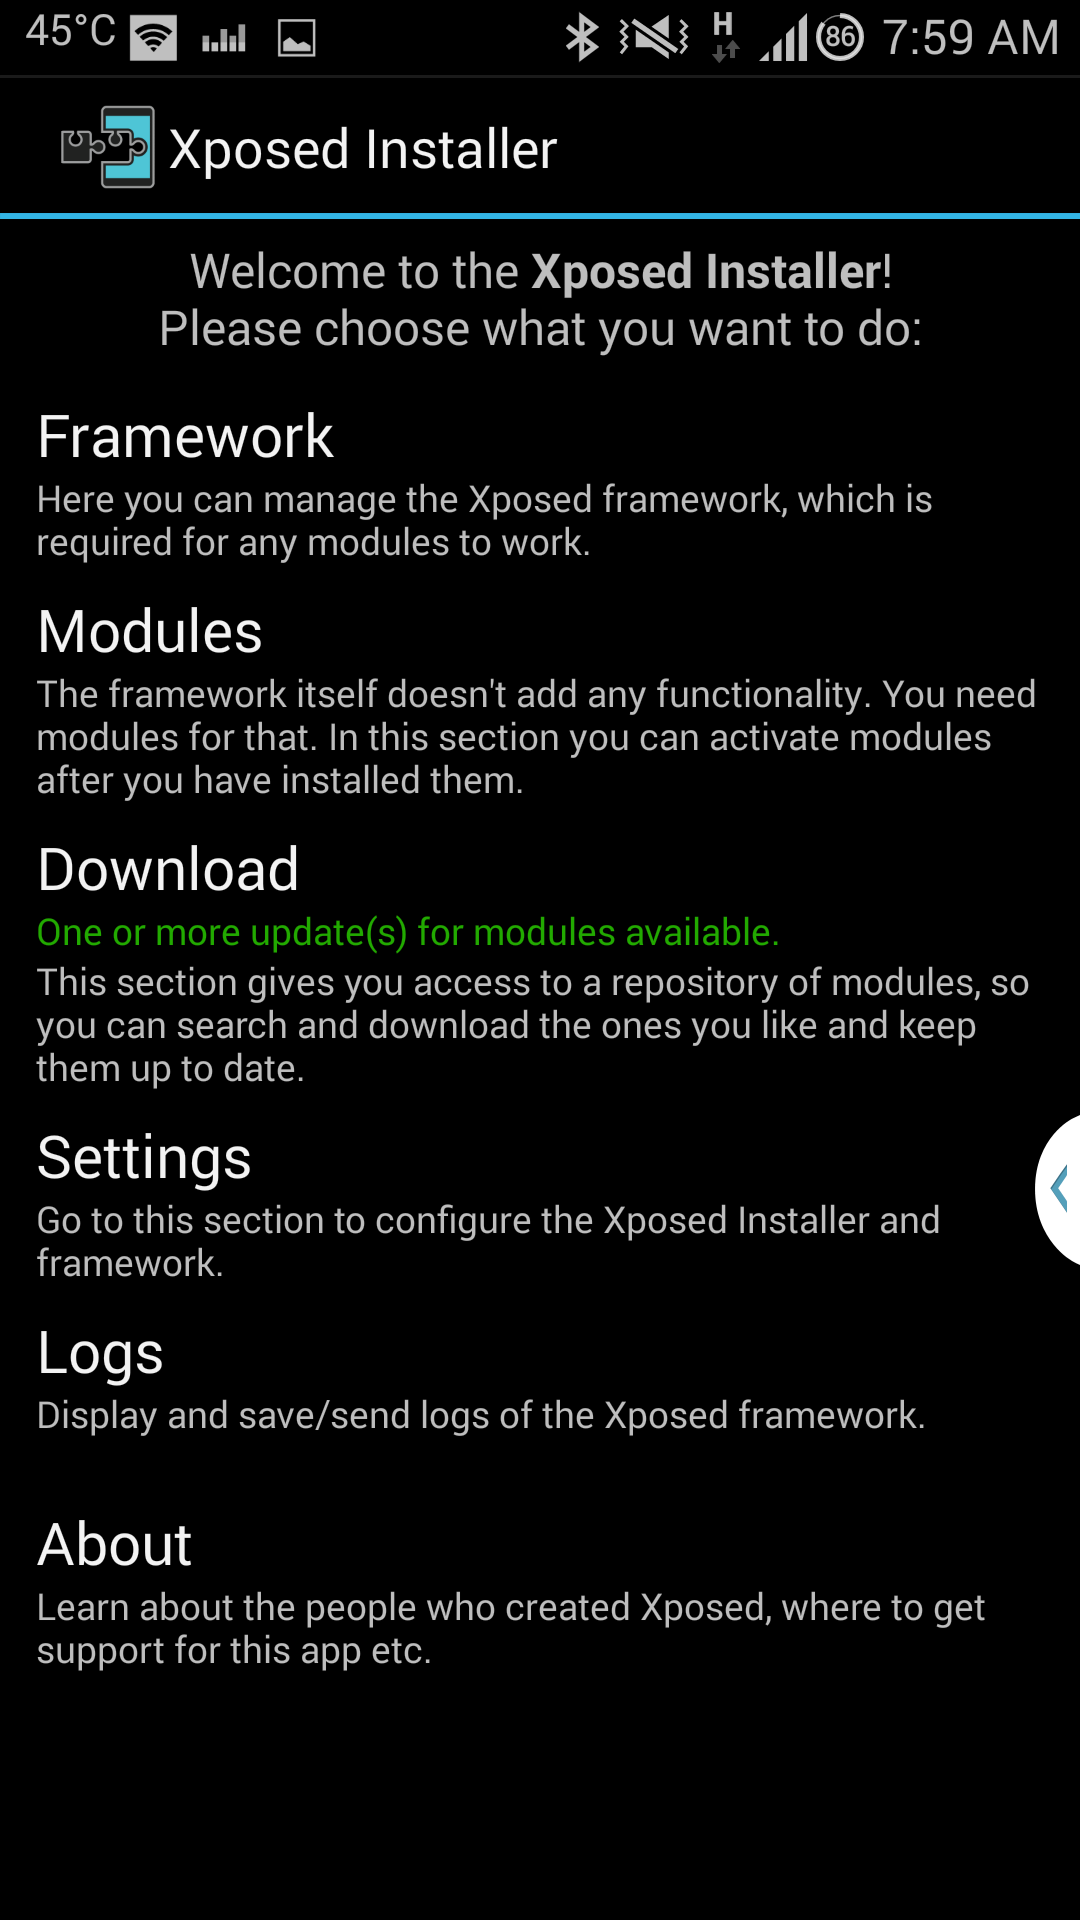 45°C H 86 7:59 AM
Xposed Installer
Welcome to the Xposed Installer!
Please choose what you want to do:
Framework
Here you can manage the Xposed framework, which is
required for any modules to work.
Modules
The framework itself doesn't add any functionality. You need
modules for that. In this section you can activate modules
after you have installed them.
Download
One or more update(s) for modules available.
This section gives you access to a repository of modules, so
you can search and download the ones you like and keep
them up to date.
Settings
Go to this section to configure the Xposed Installer and
framework.
Logs
Display and save/send logs of the Xposed framework.
About
Learn about the people who created Xposed, where to get
support for this app etc.